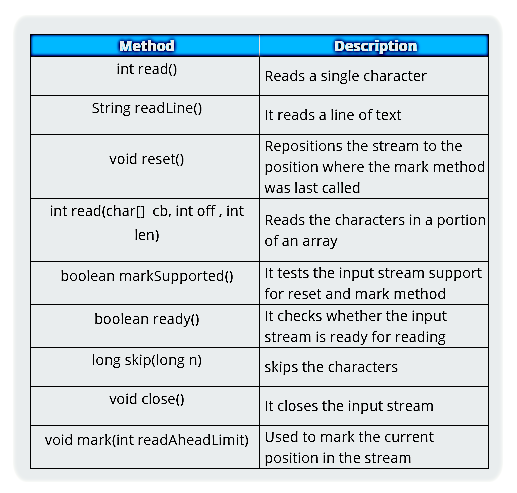 Method Description
int read() Reads a single character
String readLine() It reads a line of text
void reset() Repositions the stream to the
position where the mark method
was last called
int read(char[] cb, int off , int
len)
Reads the characters in a portion
of an array
boolean markSupported() It tests the input stream support
for reset and mark method
boolean ready() It checks whether the input
stream is ready for reading
long skip(long n) skips the characters
void close() It closes the input stream
void mark(int readAheadLimit) Used to mark the current
position in the stream